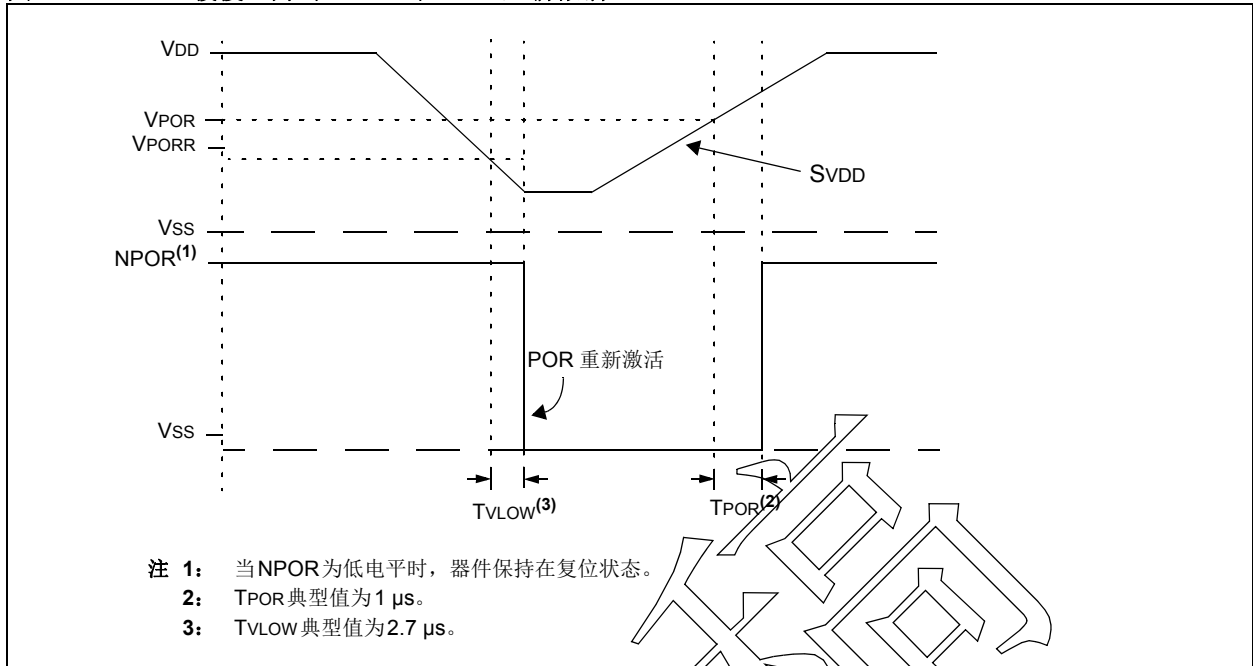 VDD
VPOR
VPORR
SVDD
VSS
NPOR(1)
POR 重新激活
VSS
TVLOW(3)
TPOR(2)
注 1： 当NPOR为低电平时，器件保持在复位状态。
2： TPOR典型值为1 µs。
3： TVLOW典型值为2.7 µs。